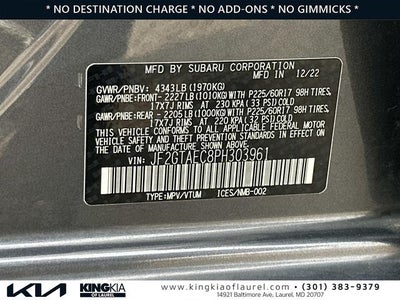 *NO DESTINATION CHARGE* NO ADD-ONS * NO GIMMICKS *
MFD BY SUBARU CORPORATION
GVWR/PNBV: 4343LB(1970KG) MFD IN 12/22
GAWR/PNBE:FRONT-2227LB(1010KG)WITH P225/60R17 98H TIRES,
17X7J RIMS AT 230 KPA(33 PSI)COLD
GAWR/PNBE:REAR -2205LB(1000KG)WITH P225/60R17 98H TIRES,
17X7J RIMS AT 220 KPA(32 PSI)COLD
THIS VEHICLE CONFORMS TO ALL APPLICABLE FEDERAL MOTOR
VEHICLE SAFETY AND THEFT PREVENTION STANDARDS IN EFFECT
ON THE DATE OF MANUFACTURE SHOWN ABOVE.
VIN: JF2GTAEC8PH303961
TYPE:MPV/VTUM ICES/NMB-002
KIA KING KIA OF LAUREL www.kingkiaoflaurel.com * (301) 383-9379
14921 Baltimore Ave, Laurel, MD 20707